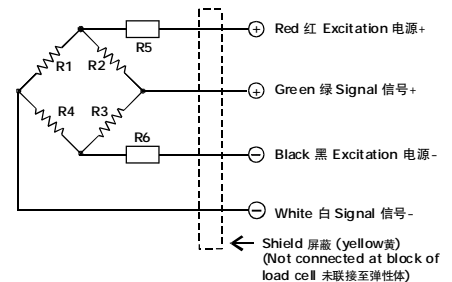 R5
Red 红 Excitation 电源+
R1
R2
Green 绿 Signal 信号+
R4
R3
R6
Black 黑 Excitation 电源-
White 白 Signal 信号-
Shield 屏蔽 (yellow黄)
(Not connected at block of
load cell 未联接至弹性体)